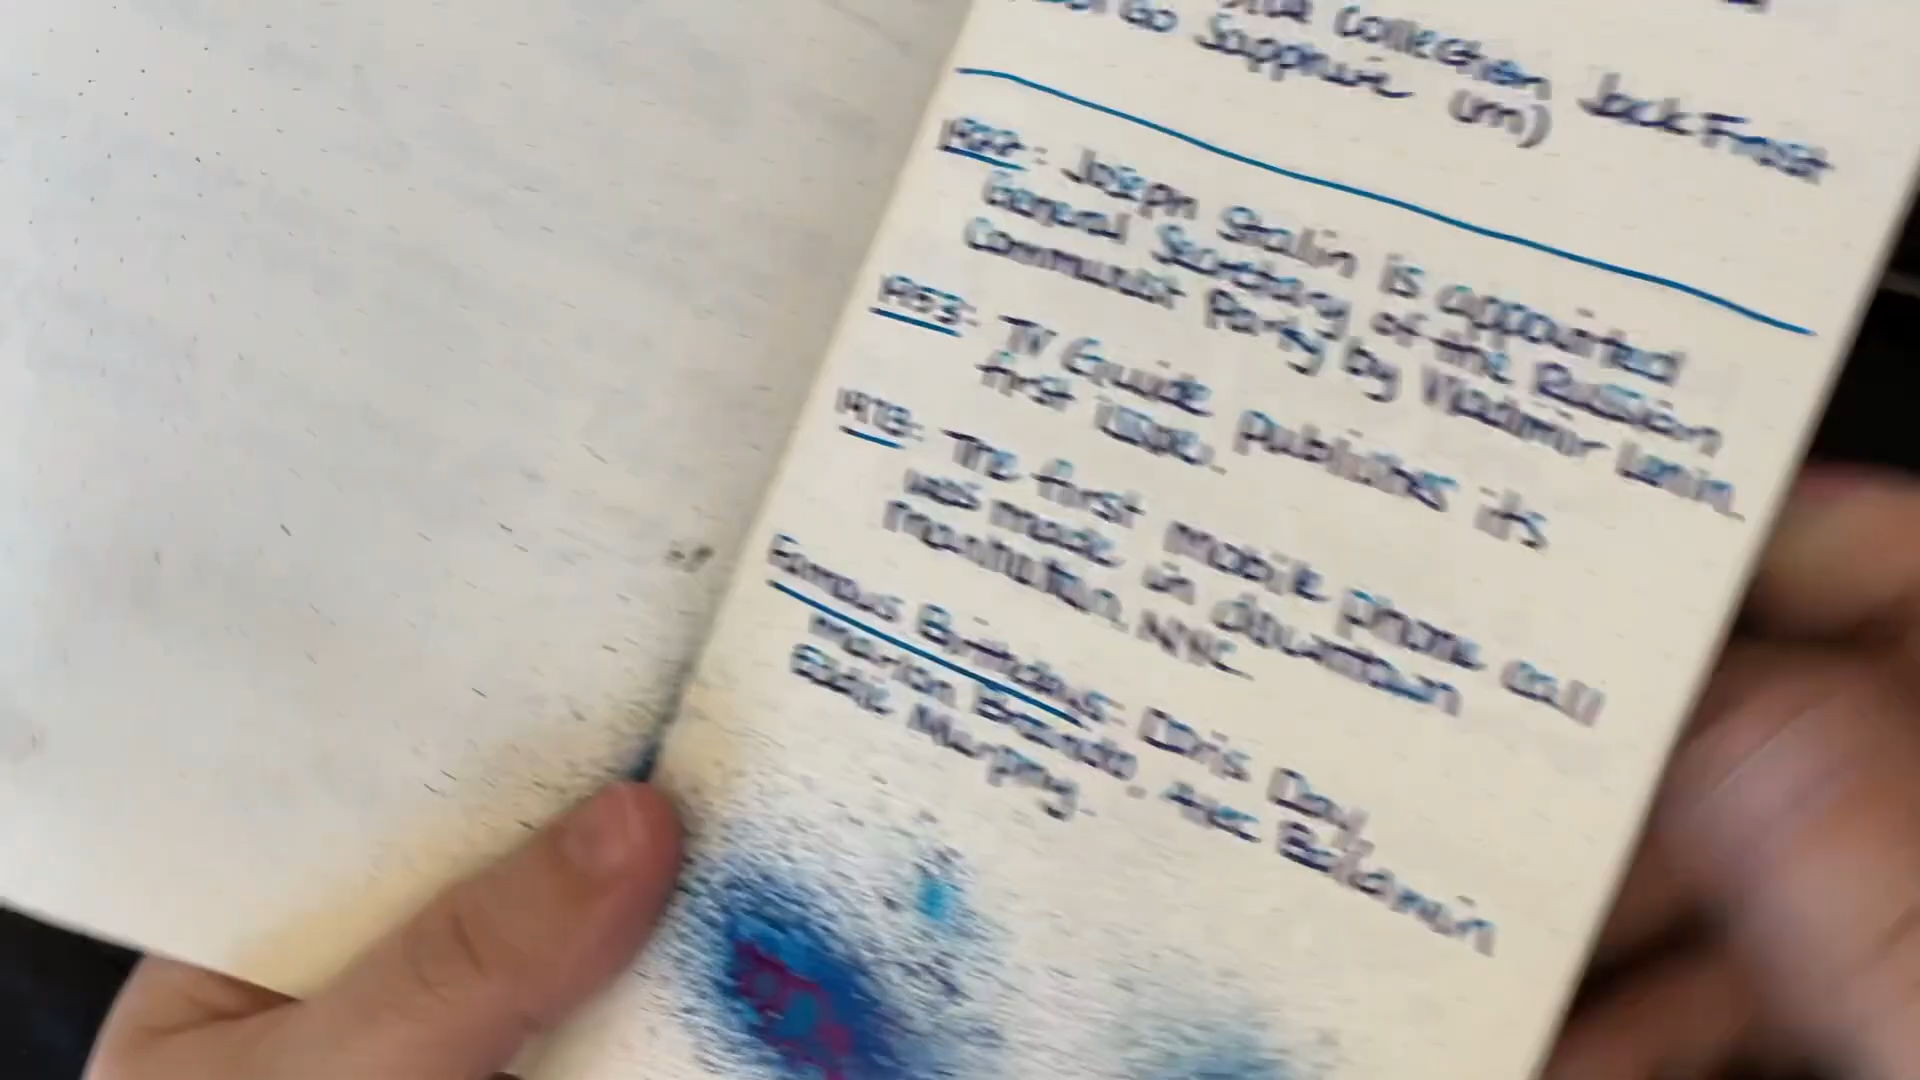 Collection Jack Frost
Go Sapphire (m)
1922: Joseph Stalin is appointed
General Secretary of the Russian
Communist Party by Vladimir Lenin.
1953: TV Guide publishes its
first issue.
1973: The first mobile phone call
was made in downtown
Manhattan, NYC.
Famous Birthdays: Doris Day,
Marlon Brando, Alec Baldwin
Eddie Murphy.